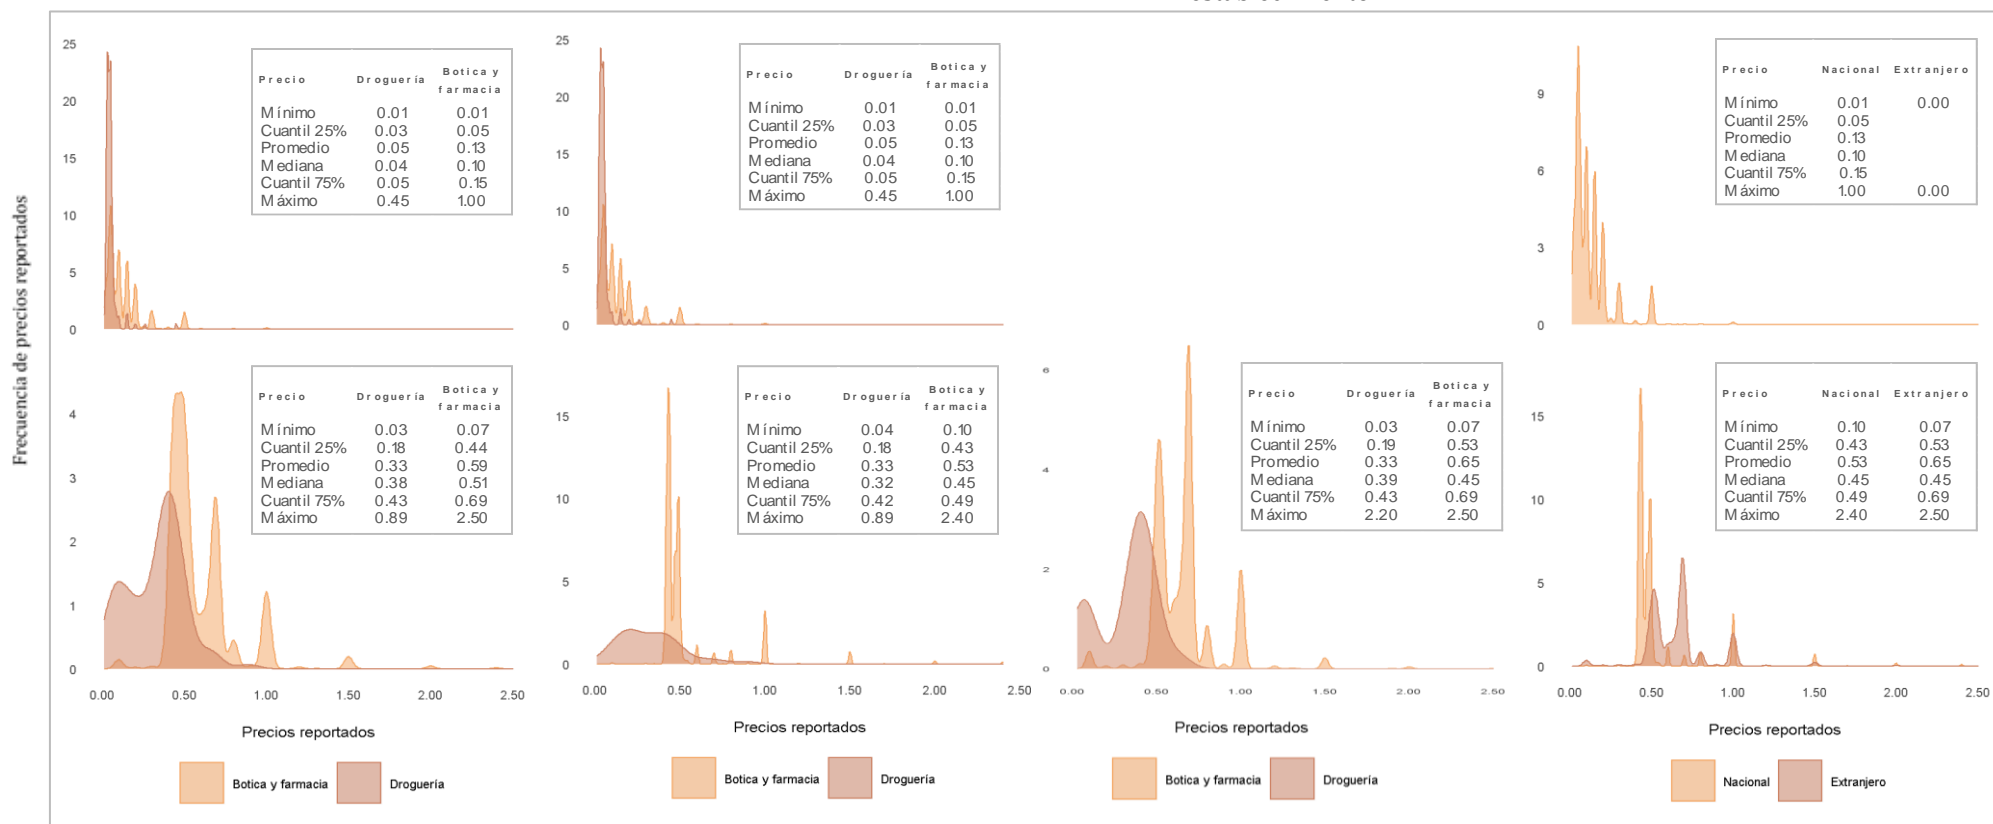 Frecuencia de precios reportados
25
20
15
10
5
0
Precio Droguería Botica y farmacia
Mínimo 0.01 0.01
Cuantil 25% 0.03 0.05
Promedio 0.05 0.13
Mediana 0.04 0.10
Cuantil 75% 0.05 0.15
Máximo 0.45 1.00
25
20
15
10
5
0
Precio Droguería Botica y farmacia
Mínimo 0.01 0.01
Cuantil 25% 0.03 0.05
Promedio 0.05 0.13
Mediana 0.04 0.10
Cuantil 75% 0.05 0.15
Máximo 0.45 1.00
9
6
3
0
Precio Nacional Extranjero
Mínimo 0.01 0.00
Cuantil 25% 0.05
Promedio 0.13
Mediana 0.10
Cuantil 75% 0.15
Máximo 1.00 0.00
4
3
2
1
0
Precio Droguería Botica y farmacia
Mínimo 0.03 0.07
Cuantil 25% 0.18 0.44
Promedio 0.33 0.59
Mediana 0.38 0.51
Cuantil 75% 0.43 0.69
Máximo 0.89 2.50
0.00 0.50 1.00 1.50 2.00 2.50
Precios reportados
Botica y farmacia Droguería
15
10
5
0
Precio Droguería Botica y farmacia
Mínimo 0.04 0.10
Cuantil 25% 0.18 0.43
Promedio 0.33 0.53
Mediana 0.32 0.45
Cuantil 75% 0.42 0.49
Máximo 0.89 2.40
0.00 0.50 1.00 1.50 2.00 2.50
Precios reportados
Botica y farmacia Droguería
6
4
2
0
Precio Droguería Botica y farmacia
Mínimo 0.03 0.07
Cuantil 25% 0.19 0.53
Promedio 0.33 0.65
Mediana 0.39 0.45
Cuantil 75% 0.43 0.69
Máximo 2.20 2.50
0.00 0.50 1.00 1.50 2.00 2.50
Precios reportados
Botica y farmacia Droguería
15
10
5
0
Precio Nacional Extranjero
Mínimo 0.10 0.07
Cuantil 25% 0.43 0.53
Promedio 0.53 0.65
Mediana 0.45 0.45
Cuantil 75% 0.49 0.69
Máximo 2.40 2.50
0.00 0.50 1.00 1.50 2.00 2.50
Precios reportados
Nacional Extranjero